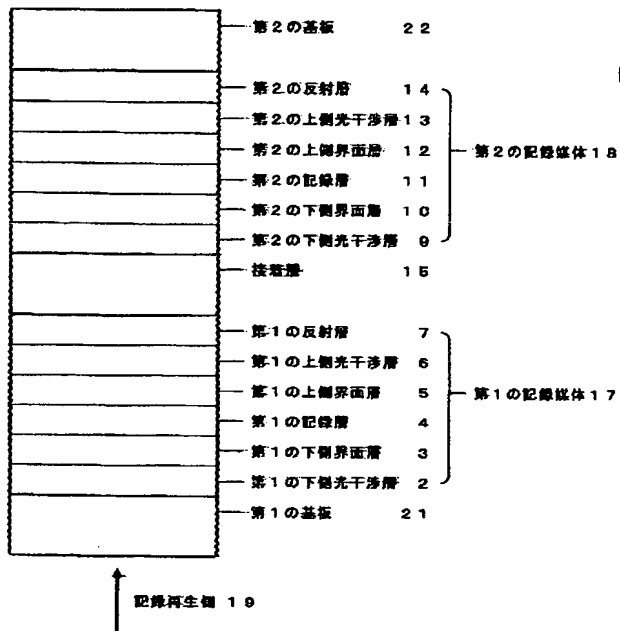 第2の基板 22
第2の反射層 14
第2の上側光干渉層13
第2の上側界面層 12
第2の記録層 11
第2の下側界面層 10
第2の下側光干渉層 9
第2の記録媒体18
接着層 15
第1の反射層 7
第1の上側光干渉層 6
第1の上側界面層 5
第1の記録層 4
第1の下側界面層 3
第1の下側光干渉層 2
第1の記録媒体17
第1の基板 21
記録再生側 19